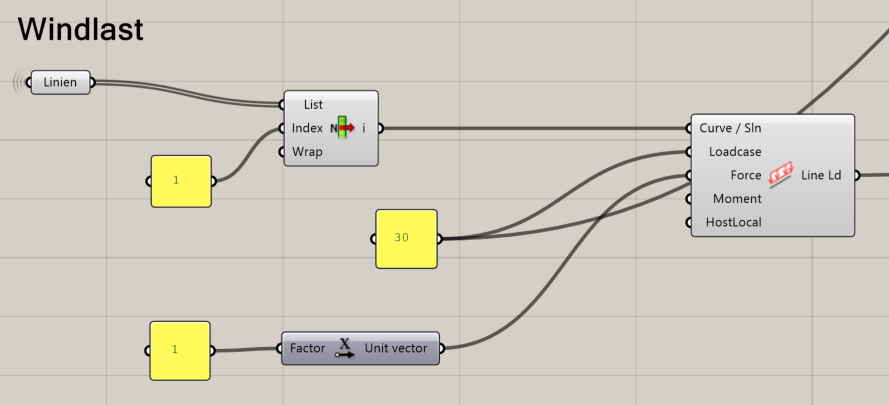 Windlast
Linien
List
Index N i
Wrap
1
Curve / Sln
Loadcase
Force Line Ld
Moment
HostLocal
30
1
Factor X Unit vector